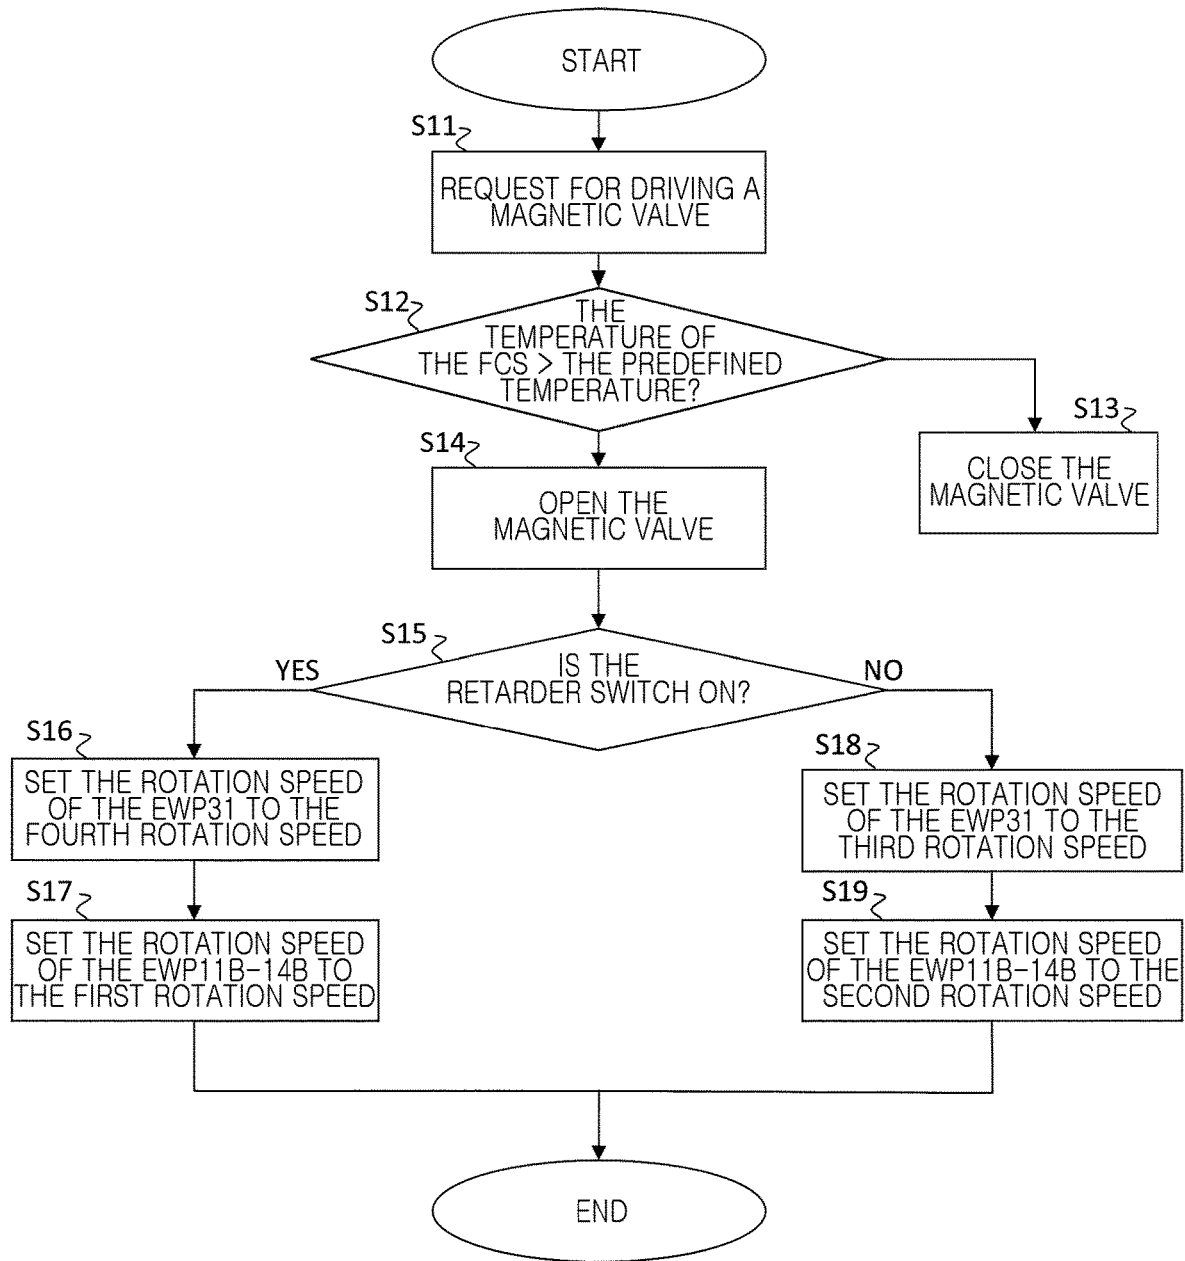 START
S11
REQUEST FOR DRIVING A
MAGNETIC VALVE
S12
THE
TEMPERATURE OF
THE FCS > THE PREDEFINED
TEMPERATURE?
S13
CLOSE THE
MAGNETIC VALVE
S14
OPEN THE
MAGNETIC VALVE
S15
IS THE
RETARDER SWITCH ON?
YES
NO
S16
SET THE ROTATION SPEED
OF THE EWP31 TO THE
FOURTH ROTATION SPEED
S17
SET THE ROTATION SPEED
OF THE EWP11B-14B TO
THE FIRST ROTATION SPEED
S18
SET THE ROTATION SPEED
OF THE EWP31 TO THE
THIRD ROTATION SPEED
S19
SET THE ROTATION SPEED
OF THE EWP11B-14B TO THE
SECOND ROTATION SPEED
END